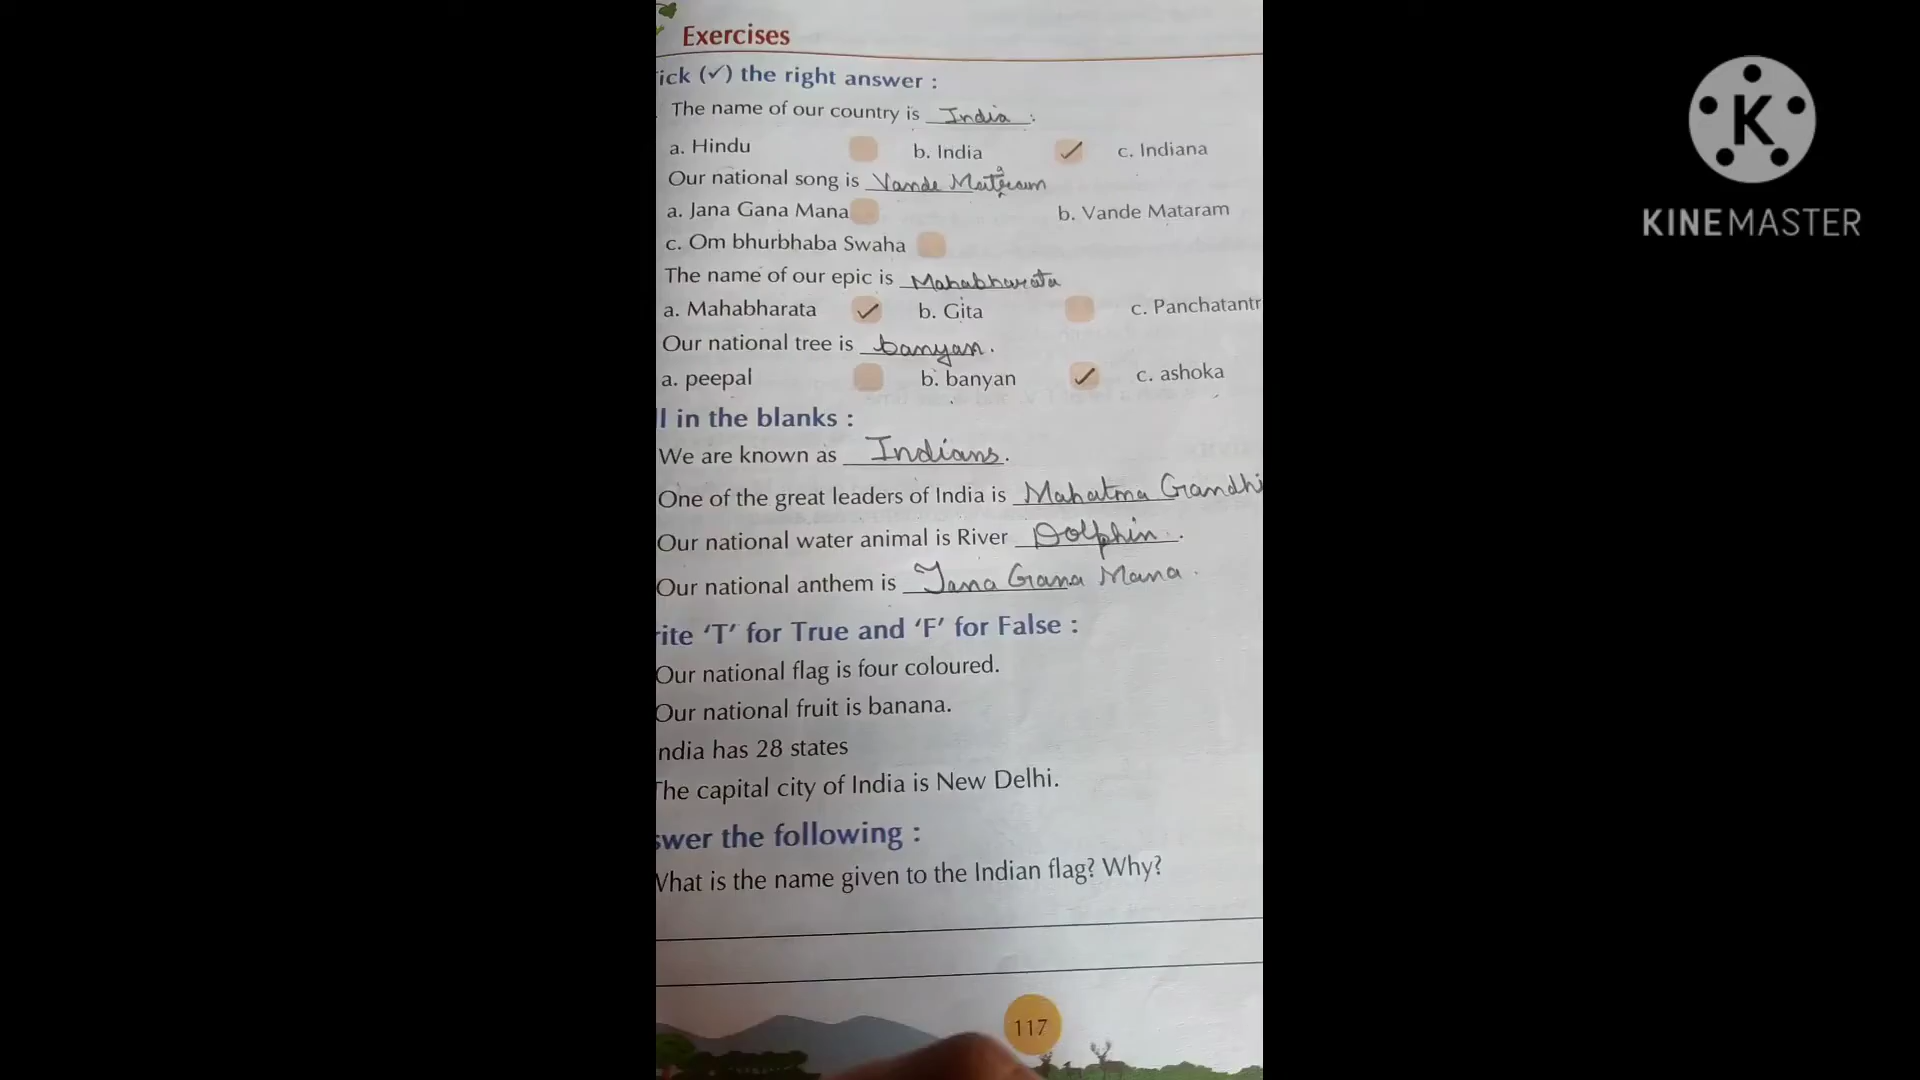 Exercises
ick (✓) the right answer :
The name of our country is India.
a. Hindu b. India ✓ c. Indiana
Our national song is Vande Mataram
a. Jana Gana Mana b. Vande Mataram
c. Om bhurbhaba Swaha
The name of our epic is Mahabharata
a. Mahabharata ✓ b. Gita c. Panchatantr
Our national tree is banyan.
a. peepal b. banyan ✓ c. ashoka
ll in the blanks :
We are known as Indians.
One of the great leaders of India is Mahatma Gandhi
Our national water animal is River Dolphin.
Our national anthem is Jana Gana Mana.
rite ‘T’ for True and ‘F’ for False :
Our national flag is four coloured.
Our national fruit is banana.
ndia has 28 states
The capital city of India is New Delhi.
swer the following :
What is the name given to the Indian flag? Why?
117
K
KINEMASTER